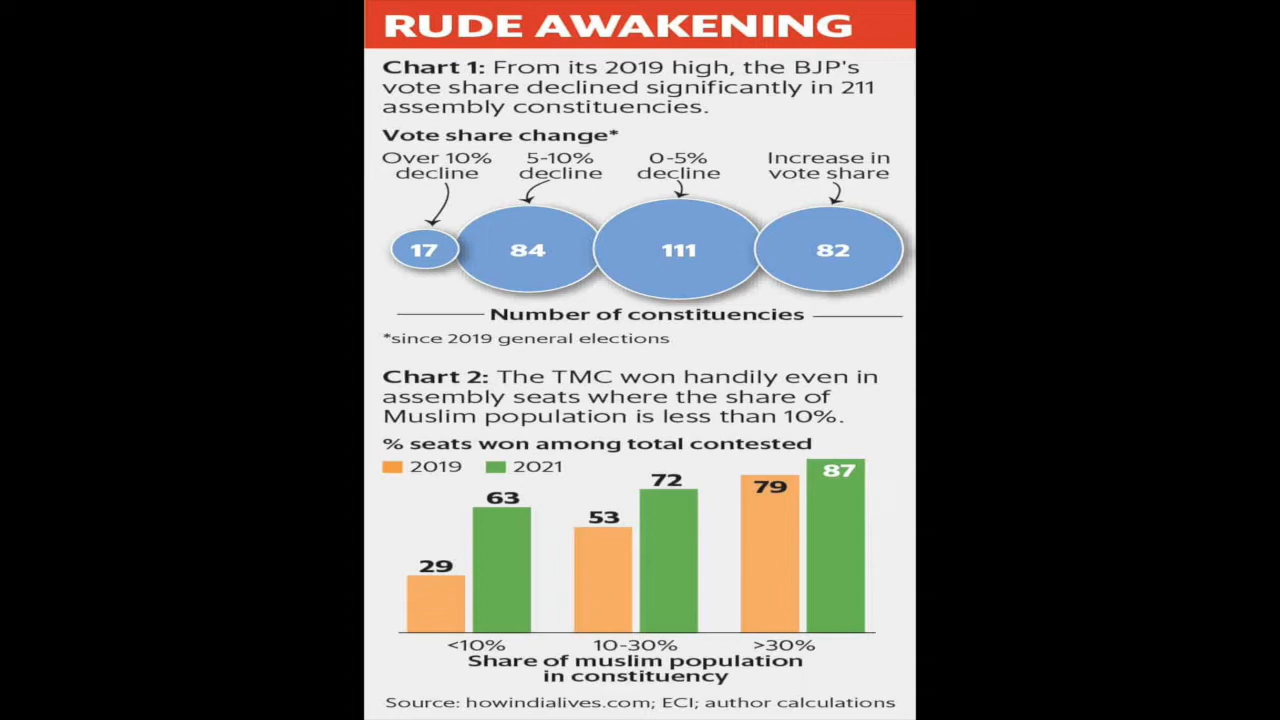 RUDE AWAKENING
Chart 1: From its 2019 high, the BJP's
vote share declined significantly in 211
assembly constituencies.
Vote share change*
Over 10% decline
5-10% decline
0-5% decline
Increase in vote share
17 84 111 82
Number of constituencies
*since 2019 general elections
Chart 2: The TMC won handily even in
assembly seats where the share of
Muslim population is less than 10%.
% seats won among total contested
2019 2021
29 63 53 72 79 87
<10% 10-30% >30%
Share of muslim population
in constituency
Source: howindialives.com; ECI; author calculations